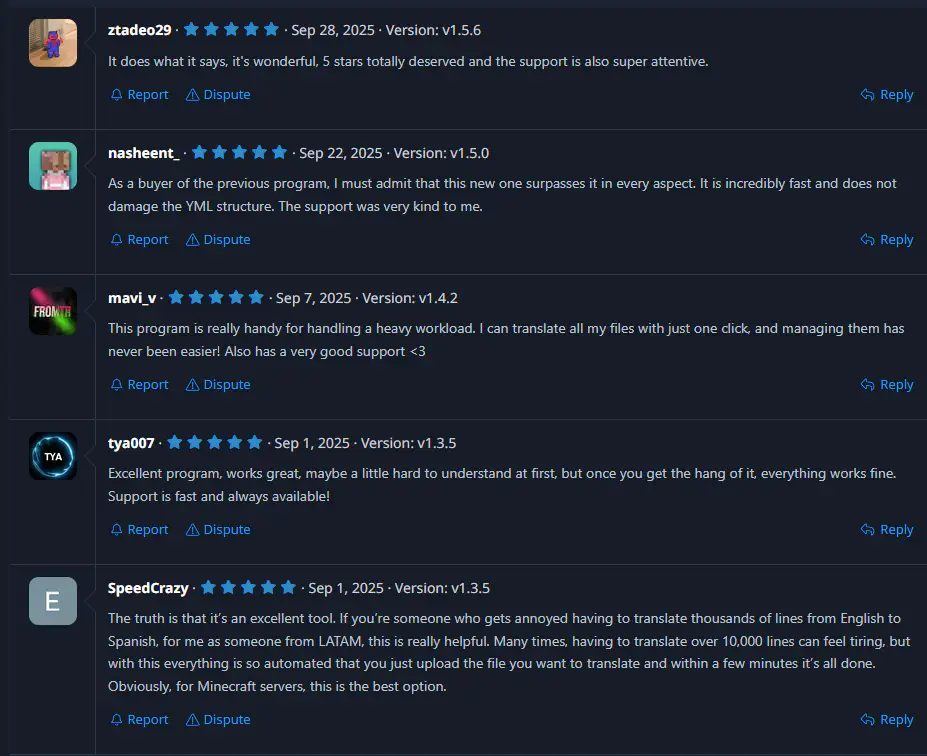 ztadeo29 · ★★★★★ · Sep 28, 2025 · Version: v1.5.6
It does what it says, it's wonderful, 5 stars totally deserved and the support is also super attentive.
Report Dispute Reply
nasheent_ · ★★★★★ · Sep 22, 2025 · Version: v1.5.0
As a buyer of the previous program, I must admit that this new one surpasses it in every aspect. It is incredibly fast and does not
damage the YML structure. The support was very kind to me.
Report Dispute Reply
FROMTR
mavi_v · ★★★★★ · Sep 7, 2025 · Version: v1.4.2
This program is really handy for handling a heavy workload. I can translate all my files with just one click, and managing them has
never been easier! Also has a very good support <3
Report Dispute Reply
TYA
tya007 · ★★★★★ · Sep 1, 2025 · Version: v1.3.5
Excellent program, works great, maybe a little hard to understand at first, but once you get the hang of it, everything works fine.
Support is fast and always available!
Report Dispute Reply
E
SpeedCrazy · ★★★★★ · Sep 1, 2025 · Version: v1.3.5
The truth is that it’s an excellent tool. If you’re someone who gets annoyed having to translate thousands of lines from English to
Spanish, for me as someone from LATAM, this is really helpful. Many times, having to translate over 10,000 lines can feel tiring, but
with this everything is so automated that you just upload the file you want to translate and within a few minutes it’s all done.
Obviously, for Minecraft servers, this is the best option.
Report Dispute Reply